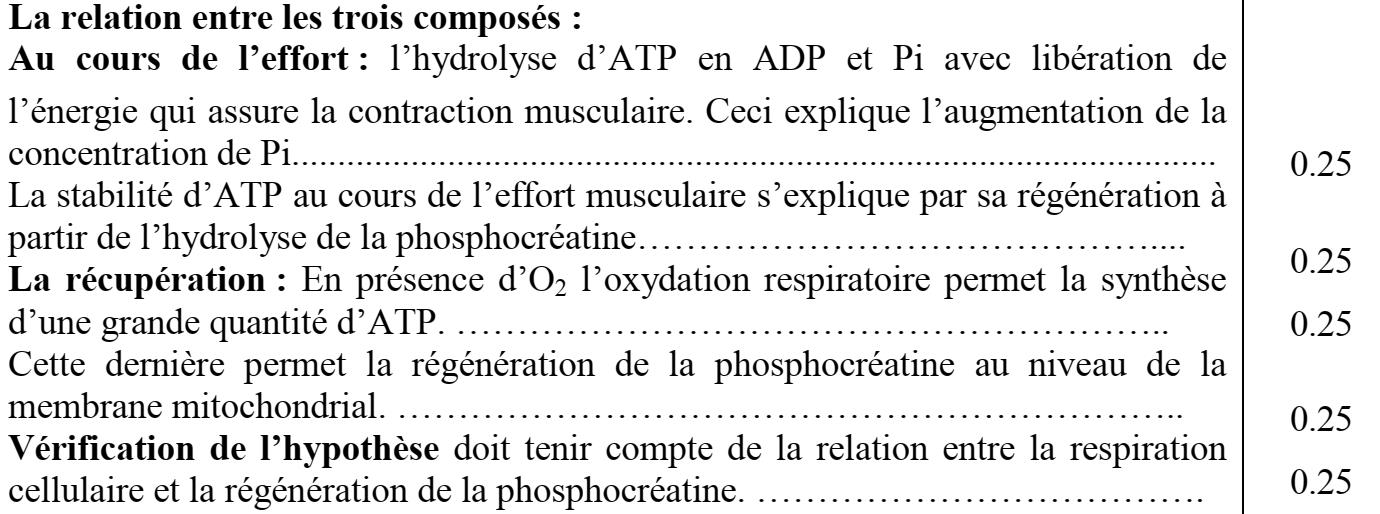 La relation entre les trois composés :
Au cours de l'effort : l'hydrolyse d'ATP en ADP et Pi avec libération de
l'énergie qui assure la contraction musculaire. Ceci explique l'augmentation de la
concentration de Pi.................................................................................................... 0.25
La stabilité d'ATP au cours de l'effort musculaire s'explique par sa régénération à
partir de l'hydrolyse de la phosphocréatine…………………………………………….... 0.25
La récupération : En présence d'O₂ l'oxydation respiratoire permet la synthèse
d'une grande quantité d'ATP. …………………………………………………………….. 0.25
Cette dernière permet la régénération de la phosphocréatine au niveau de la
membrane mitochondrial. ………………………………………………………………….. 0.25
Vérification de l'hypothèse doit tenir compte de la relation entre la respiration
cellulaire et la régénération de la phosphocréatine. ………………………………. 0.25